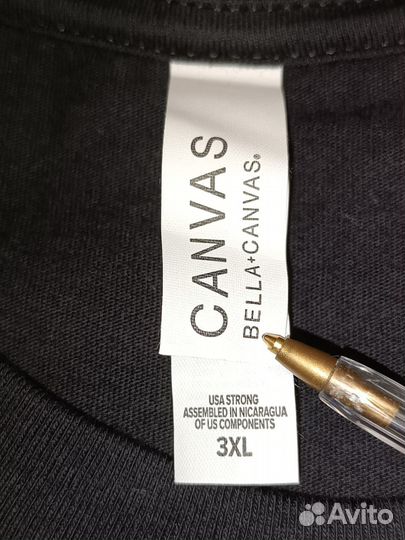 CANVAS
BELLA+CANVAS®
USA STRONG
ASSEMBLED IN NICARAGUA
OF US COMPONENTS
3XL
Avito